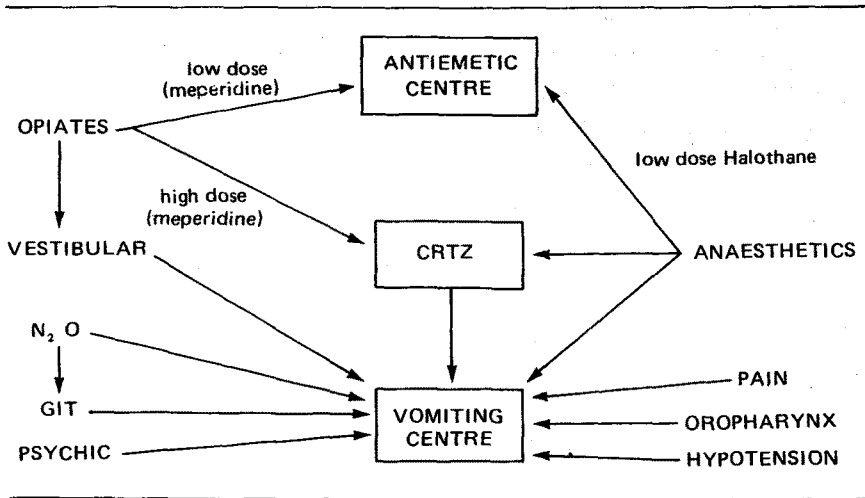 ANTIEMETIC
CENTRE
low dose
(meperidine)
OPIATES
low dose Halothane
high dose
(meperidine)
VESTIBULAR
CRTZ
ANAESTHETICS
N₂ O
GIT
PSYCHIC
VOMITING
CENTRE
PAIN
OROPHARYNX
HYPOTENSION